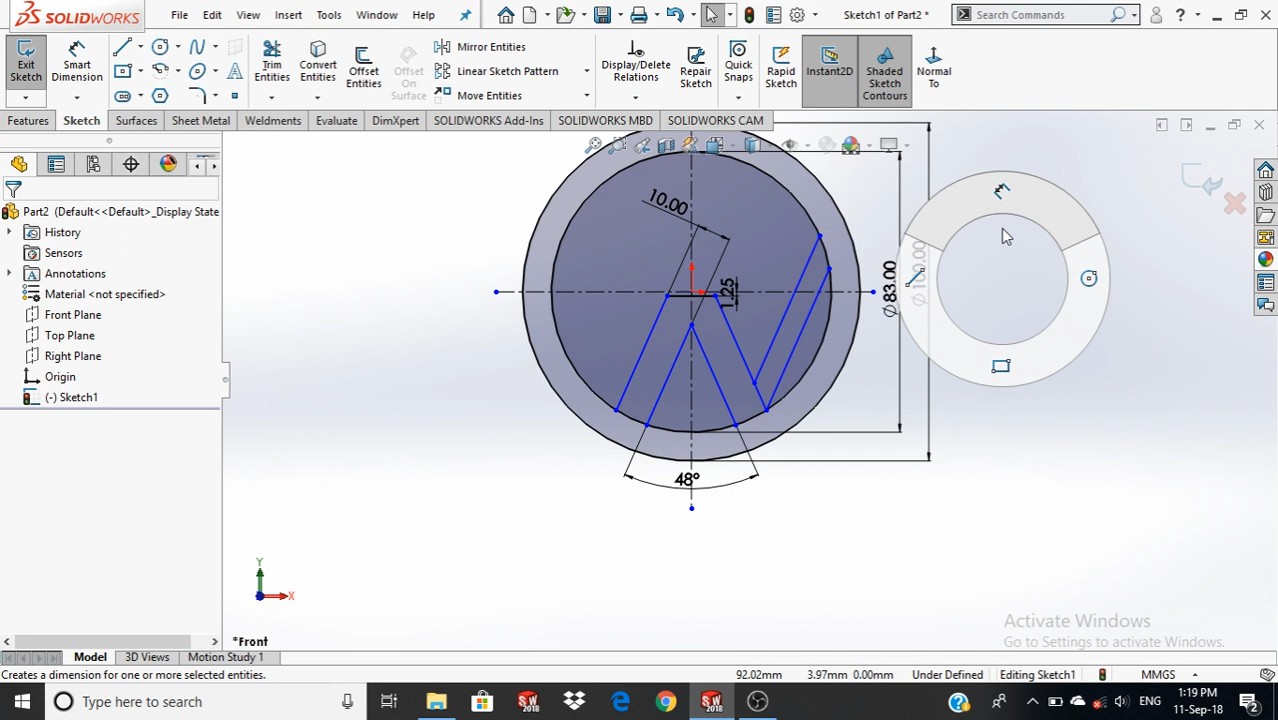 SOLIDWORKS File Edit View Insert Tools Window Help Sketch1 of Part2 * Search Commands ?
Exit Sketch
Smart Dimension
Trim Entities
Convert Entities
Offset Entities
Offset On Surface
Mirror Entities
Linear Sketch Pattern
Move Entities
Display/Delete Relations
Repair Sketch
Quick Snaps
Rapid Sketch
Instant2D
Shaded Sketch Contours
Normal To
Features Sketch Surfaces Sheet Metal Weldments Evaluate DimXpert SOLIDWORKS Add-Ins SOLIDWORKS MBD SOLIDWORKS CAM
Part2 (Default<<Default>_Display State
History
Sensors
Annotations
Material <not specified>
Front Plane
Top Plane
Right Plane
Origin
(-) Sketch1
10.00
1.25
Ø83.00
Ø100.00
48°
Y
X
*Front
Activate Windows
Go to Settings to activate Windows.
Model 3D Views Motion Study 1
Creates a dimension for one or more selected entities. 92.02mm 3.97mm 0.00mm Under Defined Editing Sketch1 MMGS
Type here to search
SW 2018
SW 2018
ENG
1:19 PM
11-Sep-18
2